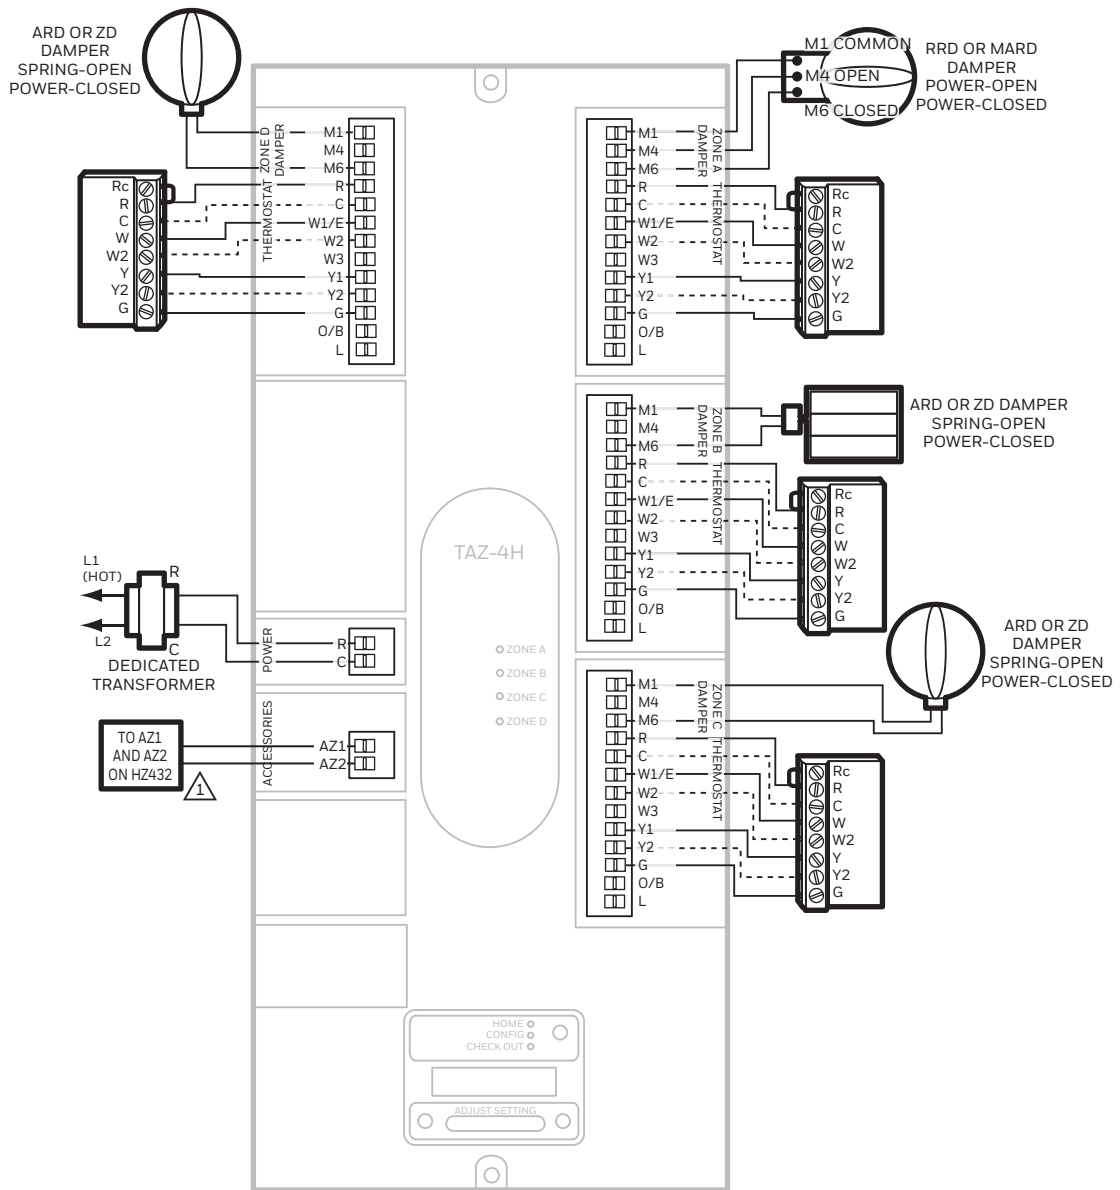 ARD OR ZD
DAMPER
SPRING-OPEN
POWER-CLOSED
M1 COMMON
M4 OPEN
M6 CLOSED
RRD OR MARD
DAMPER
POWER-OPEN
POWER-CLOSED
ZONE D
DAMPER
THERMOSTAT
M1
M4
M6
R
C
W1/E
W2
W3
Y1
Y2
G
O/B
L
Rc
R
C
W
W2
Y
Y2
G
M1
M4
M6
R
C
W1/E
W2
W3
Y1
Y2
G
O/B
L
ZONE A
DAMPER
THERMOSTAT
Rc
R
C
W
W2
Y
Y2
G
M1
M4
M6
R
C
W1/E
W2
W3
Y1
Y2
G
O/B
L
ZONE B
DAMPER
THERMOSTAT
ARD OR ZD DAMPER
SPRING-OPEN
POWER-CLOSED
Rc
R
C
W
W2
Y
Y2
G
TAZ-4H
ZONE A
ZONE B
ZONE C
ZONE D
L1
(HOT)
R
L2
C
DEDICATED
TRANSFORMER
POWER
R
C
ACCESSORIES
AZ1
AZ2
TO AZ1
AND AZ2
ON HZ432
1
M1
M4
M6
R
C
W1/E
W2
W3
Y1
Y2
G
O/B
L
ZONE C
DAMPER
THERMOSTAT
ARD OR ZD
DAMPER
SPRING-OPEN
POWER-CLOSED
Rc
R
C
W
W2
Y
Y2
G
HOME
CONFIG
CHECK OUT
ADJUST SETTING